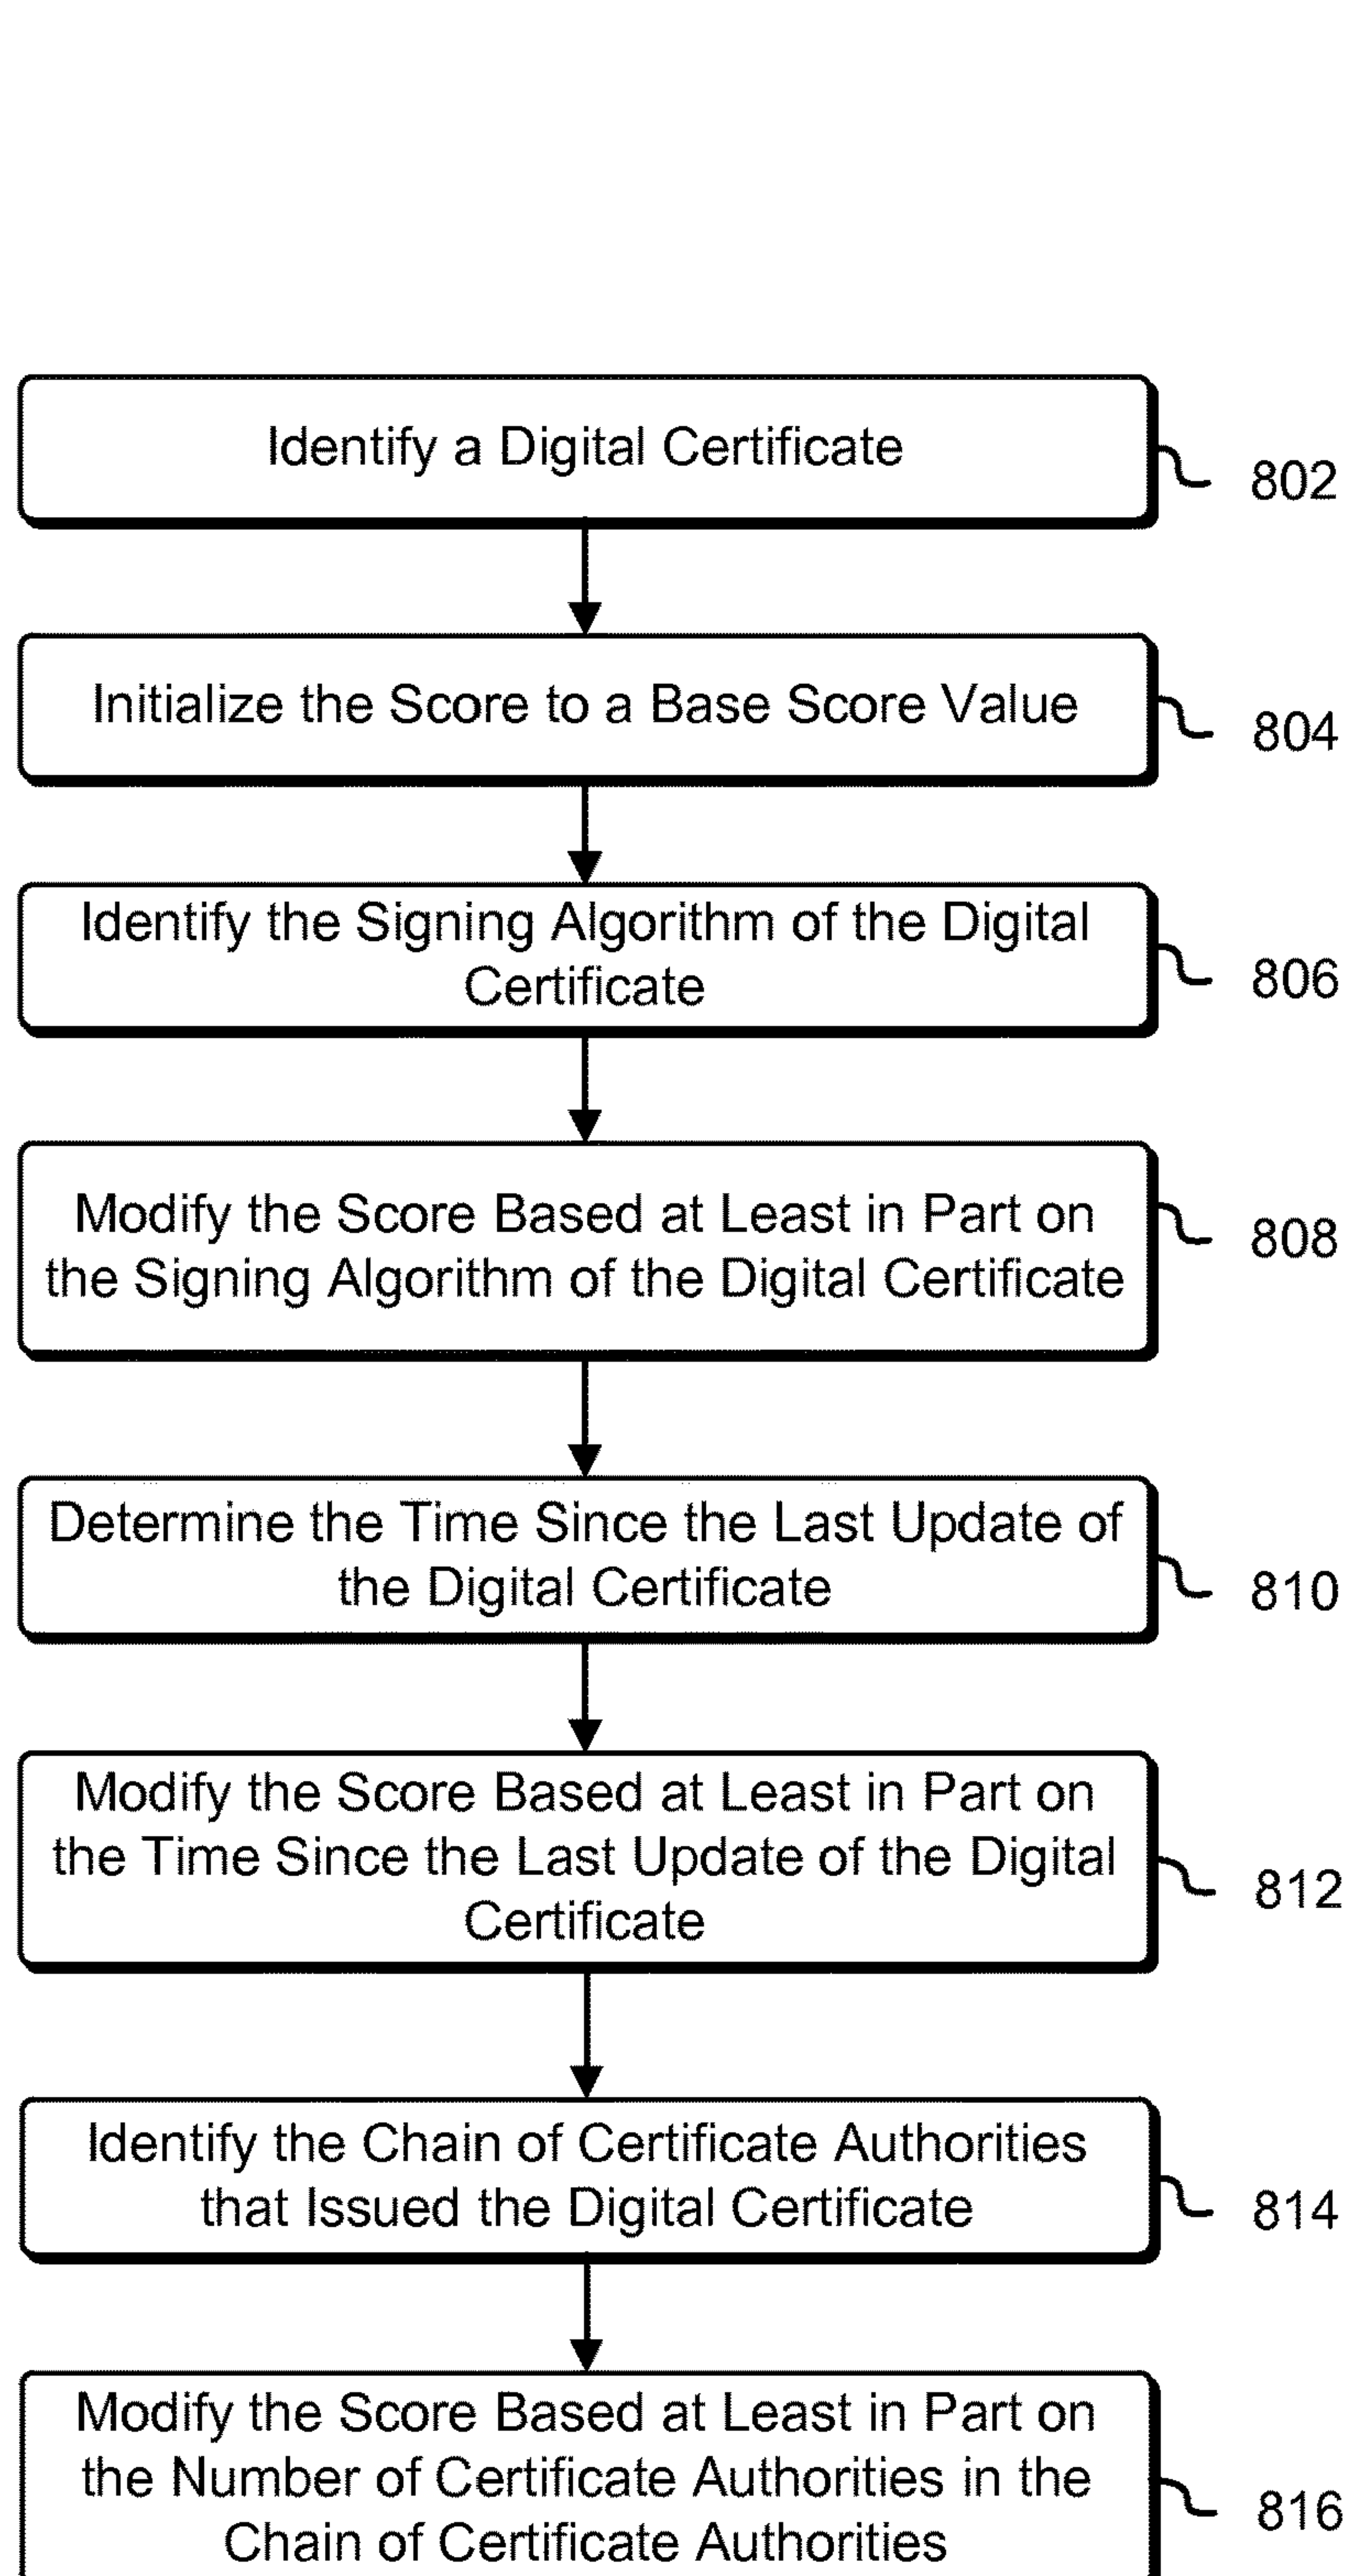 Identify a Digital Certificate
802
Initialize the Score to a Base Score Value
804
Identify the Signing Algorithm of the Digital
Certificate
806
Modify the Score Based at Least in Part on
the Signing Algorithm of the Digital Certificate
808
Determine the Time Since the Last Update of
the Digital Certificate
810
Modify the Score Based at Least in Part on
the Time Since the Last Update of the Digital
Certificate
812
Identify the Chain of Certificate Authorities
that Issued the Digital Certificate
814
Modify the Score Based at Least in Part on
the Number of Certificate Authorities in the
Chain of Certificate Authorities
816